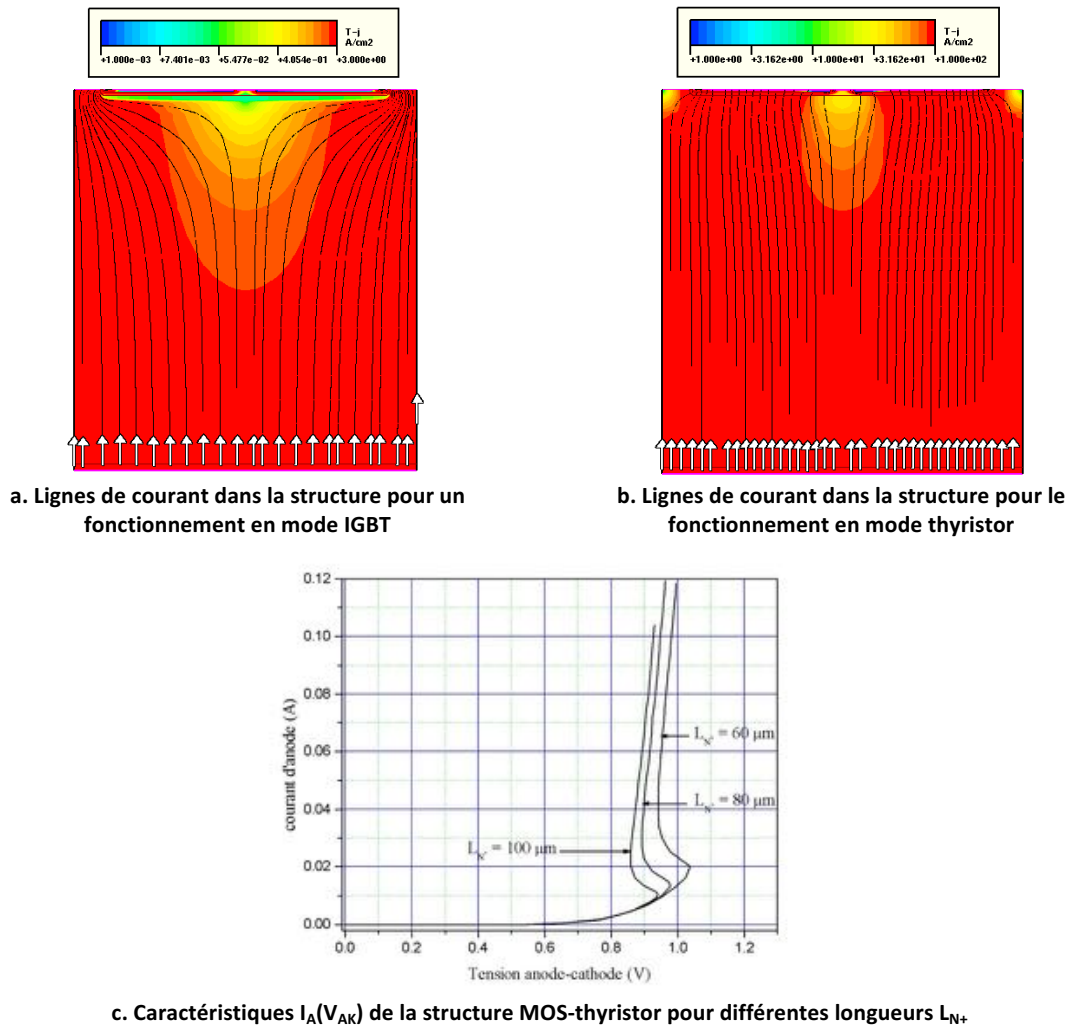 T-j
A/cm2
+1.000e-03 +7.401e-03 +5.477e-02 +4.054e-01 +3.000e+00
T-j
A/cm2
+1.000e+00 +3.162e+00 +1.000e+01 +3.162e+01 +1.000e+02
a. Lignes de courant dans la structure pour un
fonctionnement en mode IGBT
b. Lignes de courant dans la structure pour le
fonctionnement en mode thyristor
0.12
0.10
0.08
0.06
0.04
0.02
0.00
courant d'anode (A)
L_N+ = 60 µm
L_N+ = 80 µm
L_N+ = 100 µm
0.0 0.2 0.4 0.6 0.8 1.0 1.2
Tension anode-cathode (V)
c. Caractéristiques I_A(V_AK) de la structure MOS-thyristor pour différentes longueurs L_N+